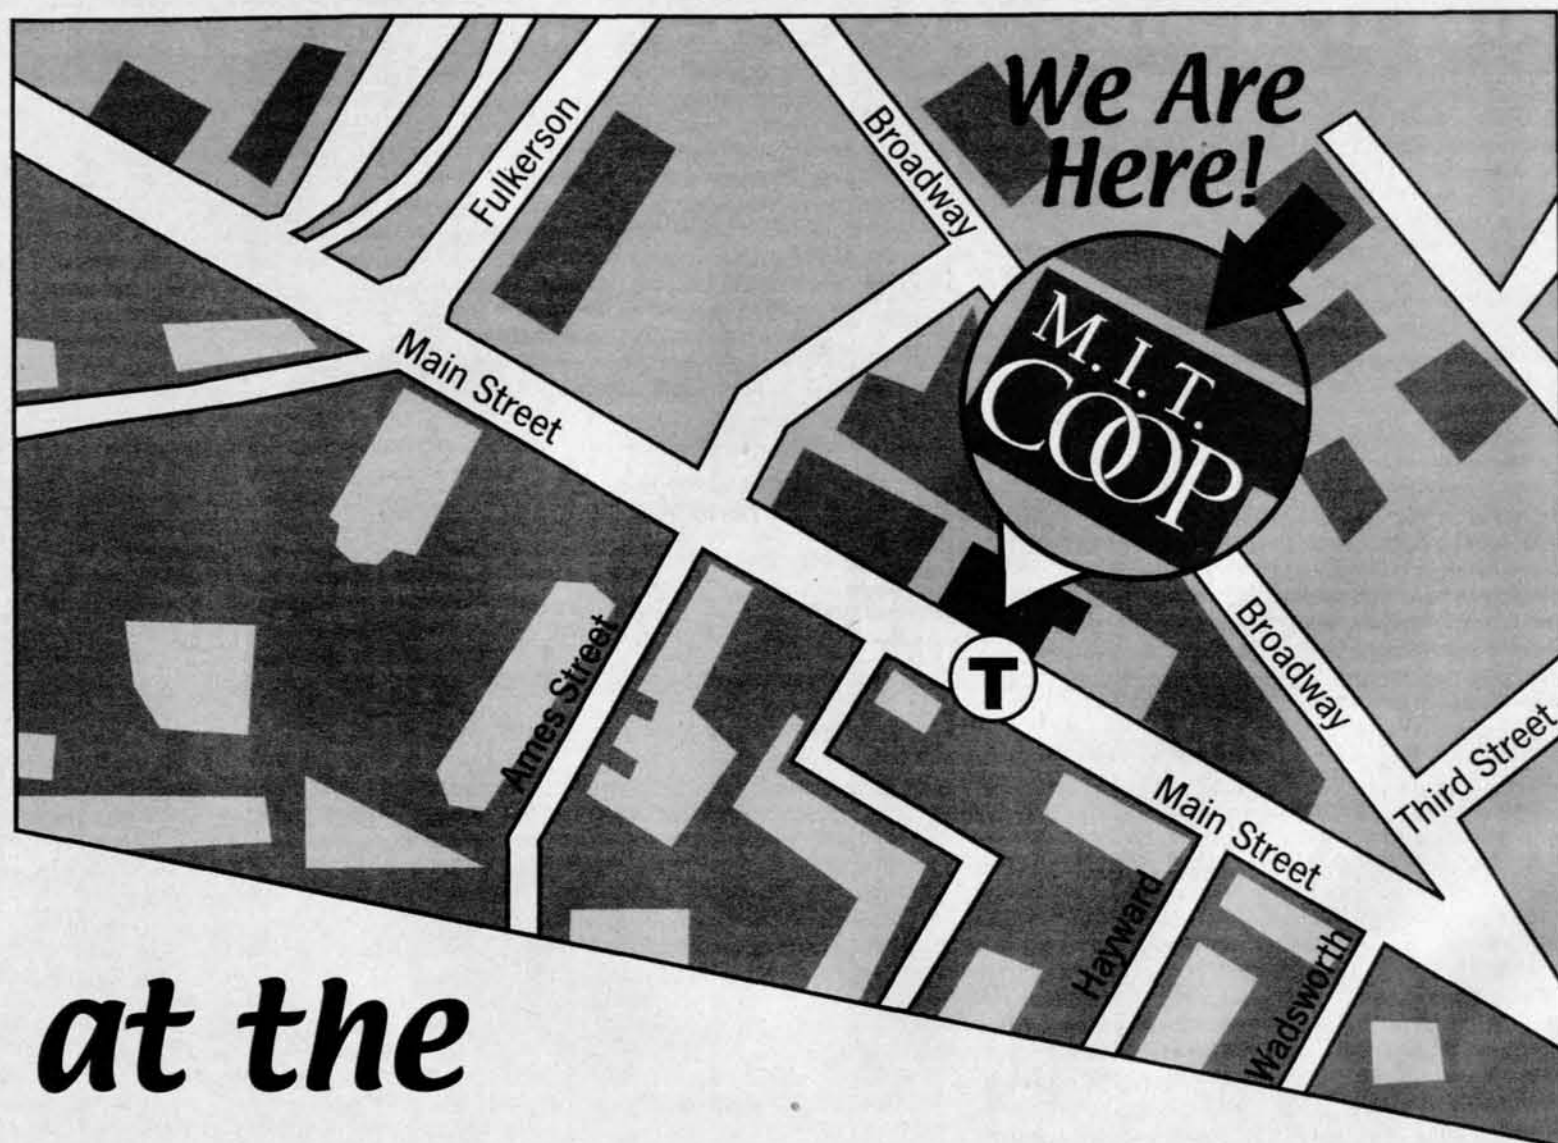 We Are
Here!
Fulkerson
Broadway
M.I.T.
COOP
Main Street
Ames Street
T
Broadway
Third Street
Main Street
Hayward
Wadsworth
at the